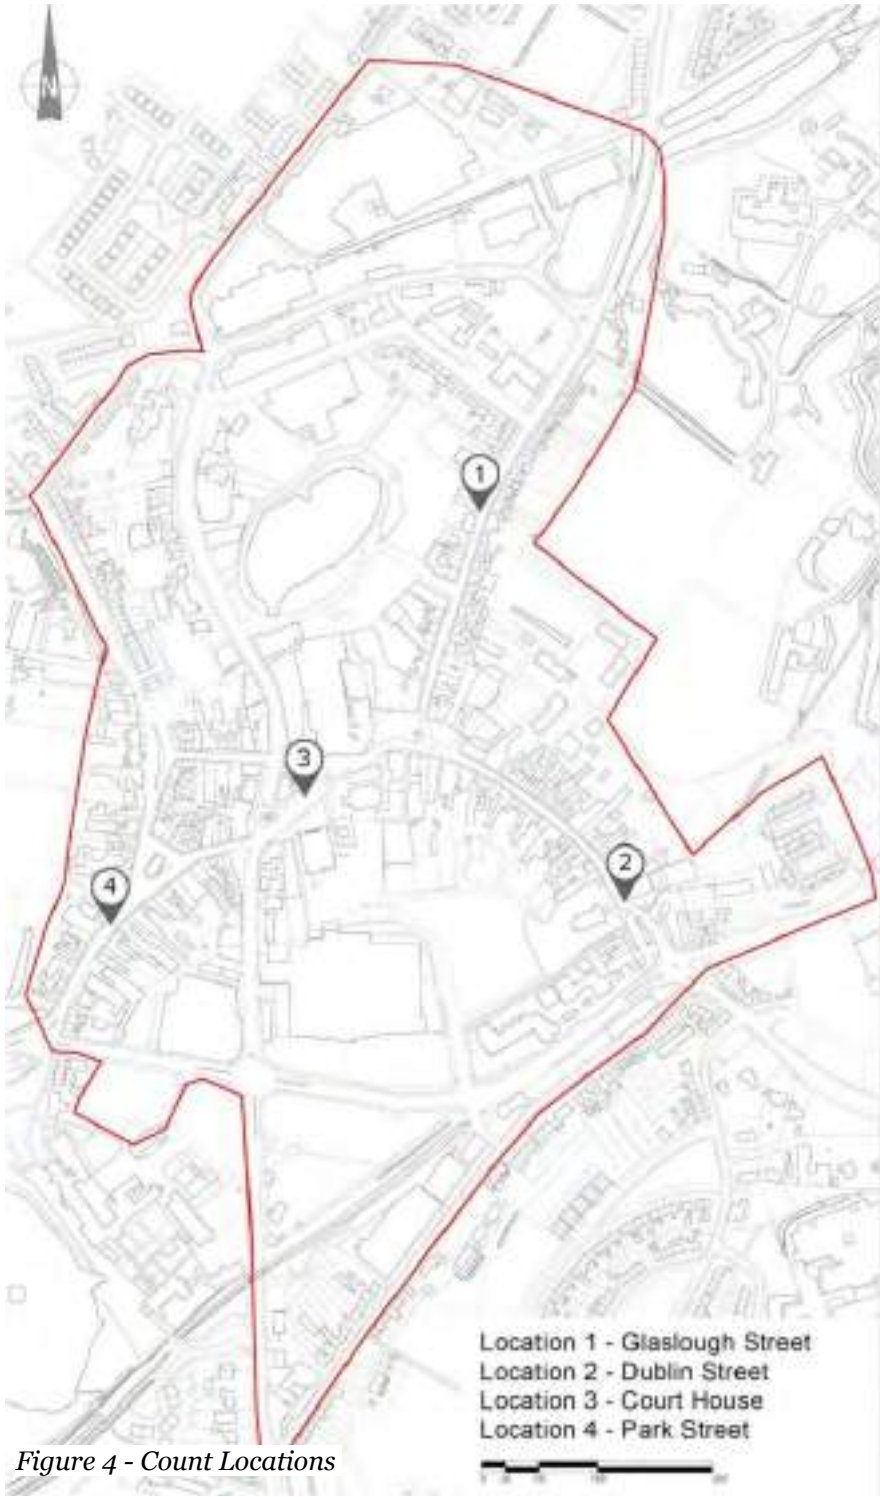 N
1
3
2
4
Location 1 - Glaslough Street
Location 2 - Dublin Street
Location 3 - Court House
Location 4 - Park Street
Figure 4 - Count Locations